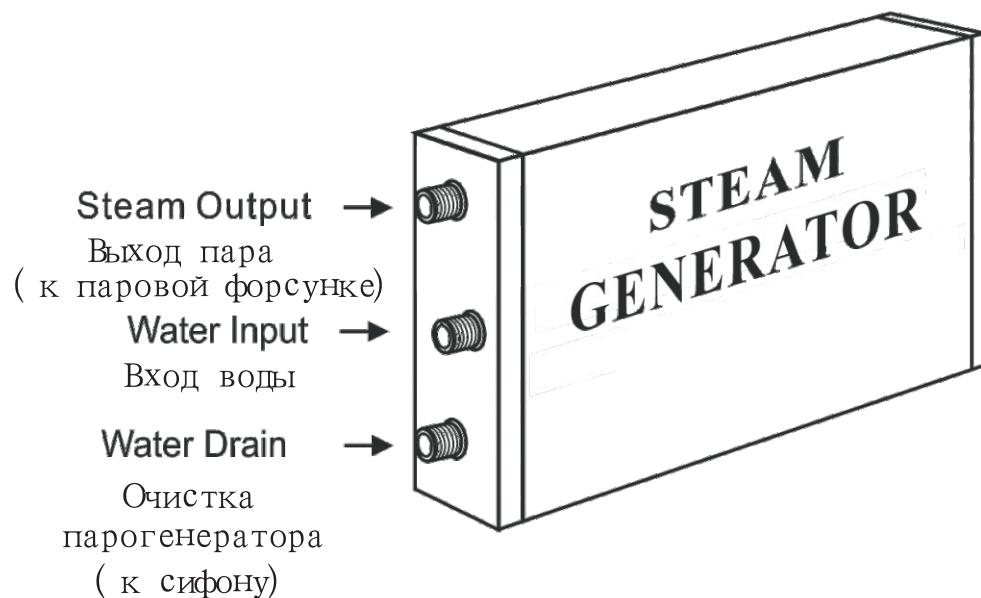 Steam Output
Выход пара
( к паровой форсунке)
Water Input
Вход воды
Water Drain
Очистка
парогенератора
( к сифону)
STEAM
GENERATOR